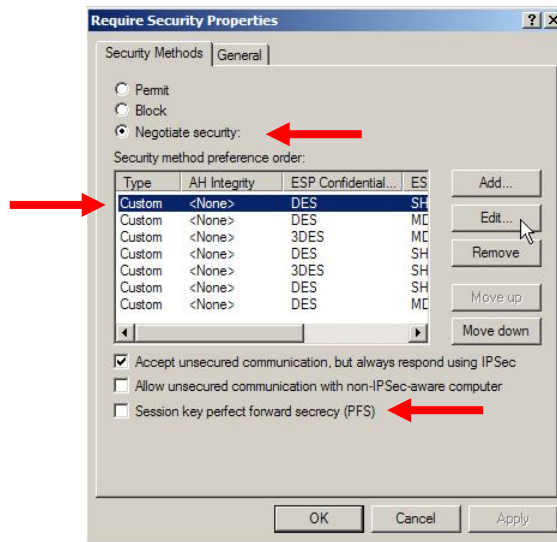 Require Security Properties
Security Methods General
Permit
Block
Negotiate security:
Security method preference order:
Type AH Integrity ESP Confidential... ES
Custom <None> DES SH
Custom <None> DES MD
Custom <None> 3DES MD
Custom <None> DES SH
Custom <None> 3DES SH
Custom <None> DES SH
Custom <None> DES MD
Add...
Edit...
Remove
Move up
Move down
Accept unsecured communication, but always respond using IPSec
Allow unsecured communication with non-IPSec-aware computer
Session key perfect forward secrecy (PFS)
OK Cancel Apply